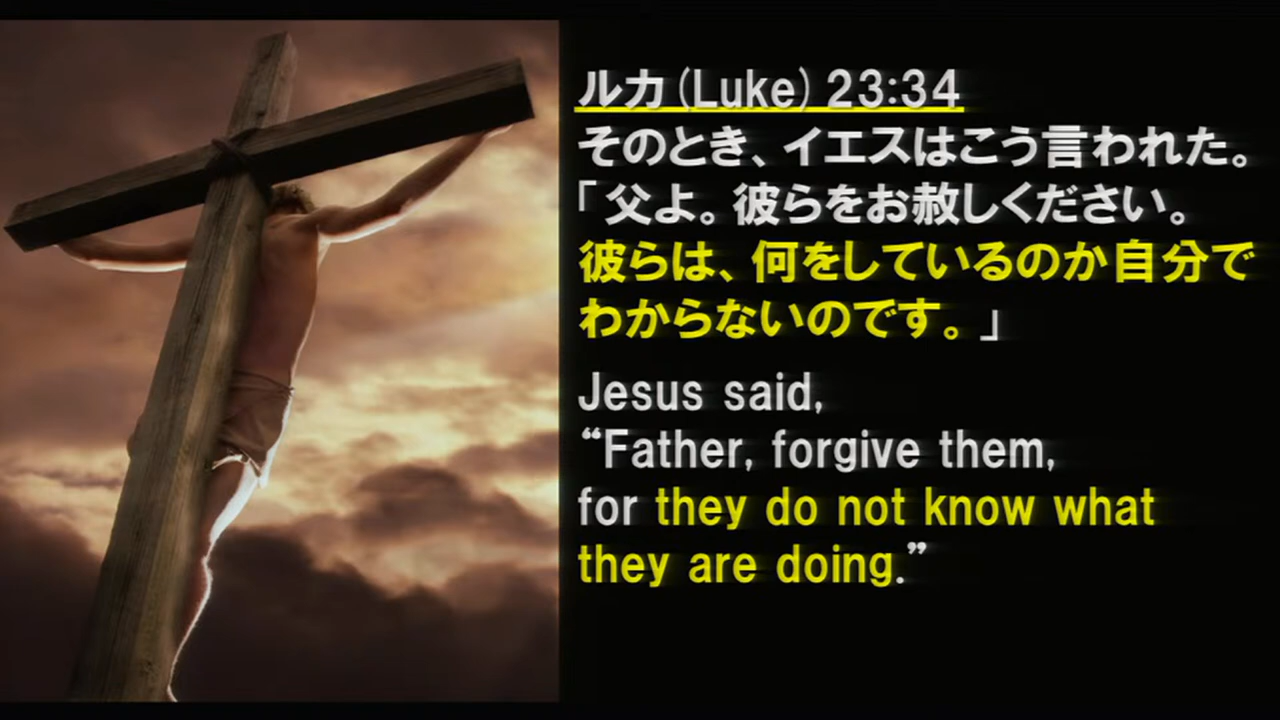 ルカ(Luke) 23:34
そのとき、イエスはこう言われた。
「父よ。彼らをお赦しください。
彼らは、何をしているのか自分で
わからないのです。」
Jesus said,
“Father, forgive them,
for they do not know what
they are doing.”